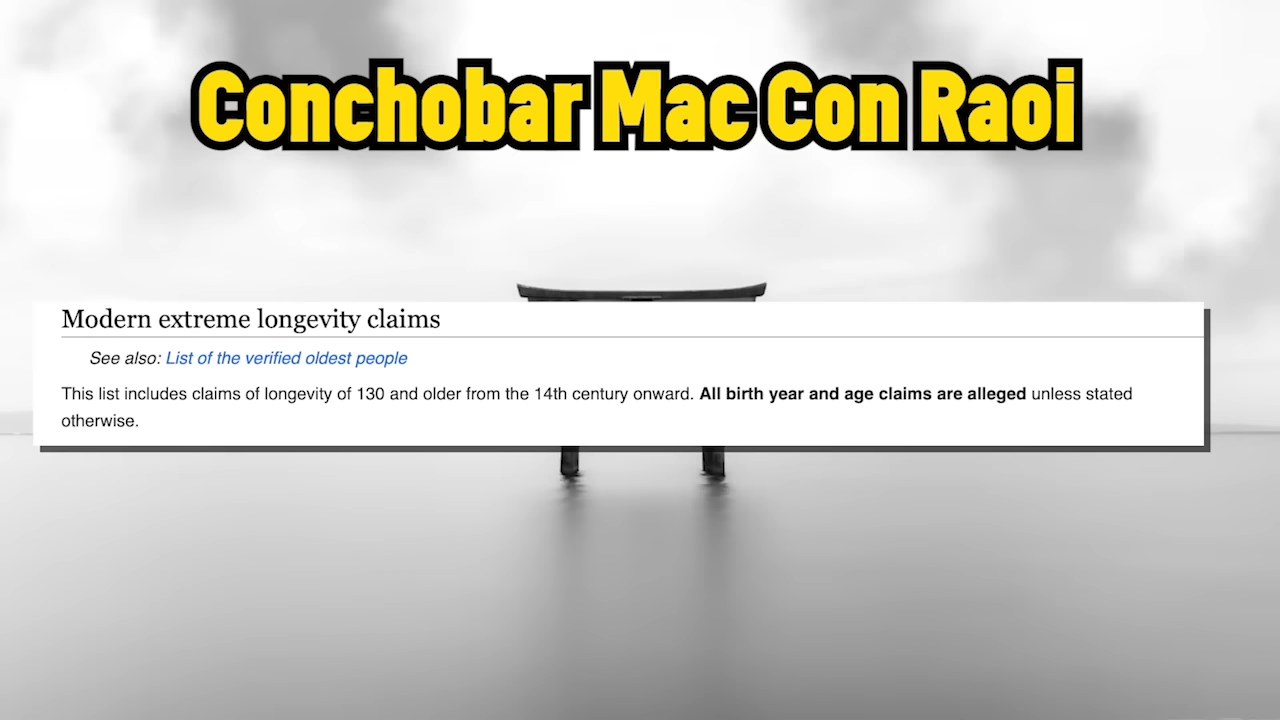 Conchobar Mac Con Raoi
Modern extreme longevity claims
See also: List of the verified oldest people
This list includes claims of longevity of 130 and older from the 14th century onward. All birth year and age claims are alleged unless stated
otherwise.